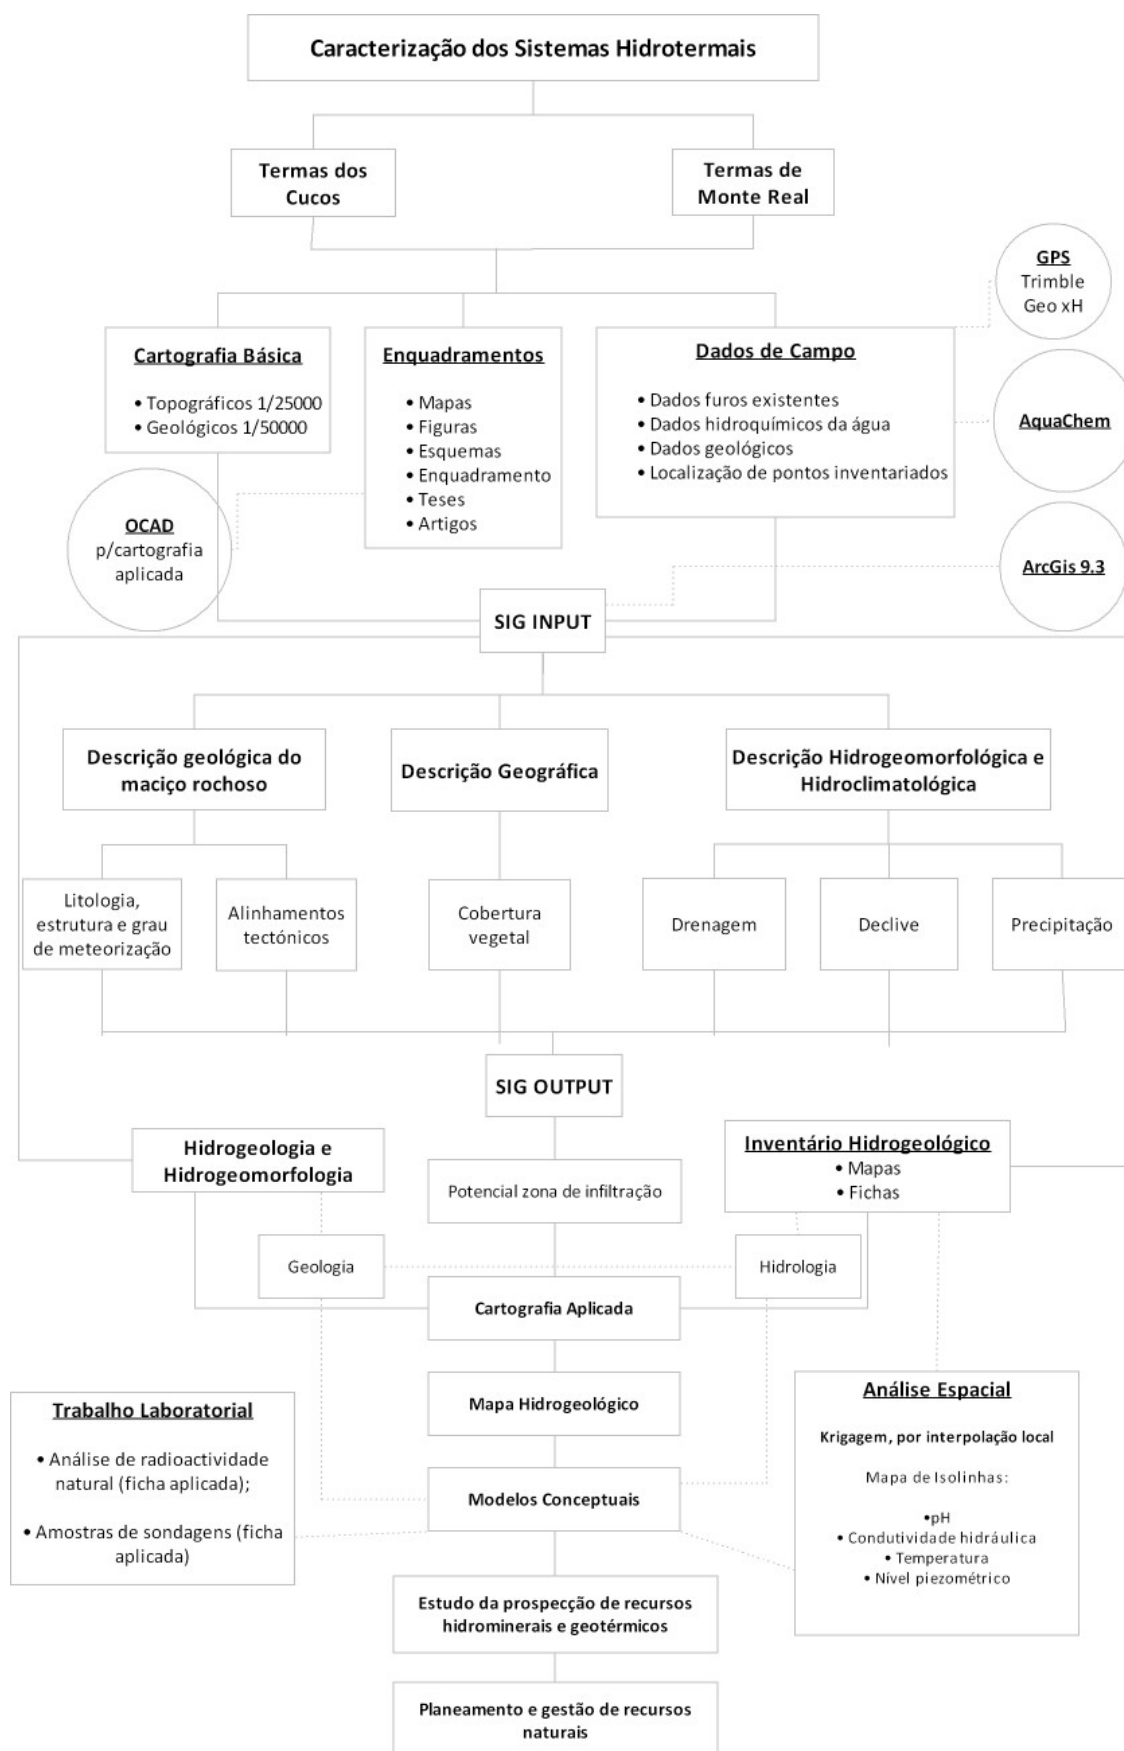 Caracterização dos Sistemas Hidrotermais
Termas dos
Cucos
Termas de
Monte Real
GPS
Trimble
Geo xH
Cartografia Básica
• Topográficos 1/25000
• Geológicos 1/50000
Enquadramentos
• Mapas
• Figuras
• Esquemas
• Enquadramento
• Teses
• Artigos
Dados de Campo
• Dados furos existentes
• Dados hidroquímicos da água
• Dados geológicos
• Localização de pontos inventariados
AquaChem
OCAD
p/cartografia
aplicada
ArcGis 9.3
SIG INPUT
Descrição geológica do
maciço rochoso
Descrição Geográfica
Descrição Hidrogeomorfológica e
Hidroclimatológica
Litologia,
estrutura e grau
de meteorização
Alinhamentos
tectónicos
Cobertura
vegetal
Drenagem
Declive
Precipitação
SIG OUTPUT
Hidrogeologia e
Hidrogeomorfologia
Potencial zona de infiltração
Inventário Hidrogeológico
• Mapas
• Fichas
Geologia
Hidrologia
Cartografia Aplicada
Mapa Hidrogeológico
Modelos Conceptuais
Trabalho Laboratorial
• Análise de radioactividade
natural (ficha aplicada);
• Amostras de sondagens (ficha
aplicada)
Análise Espacial
Krigagem, por interpolação local
Mapa de Isolinhas:
•pH
• Condutividade hidráulica
• Temperatura
• Nível piezométrico
Estudo da prospecção de recursos
hidrominerais e geotérmicos
Planeamento e gestão de recursos
naturais